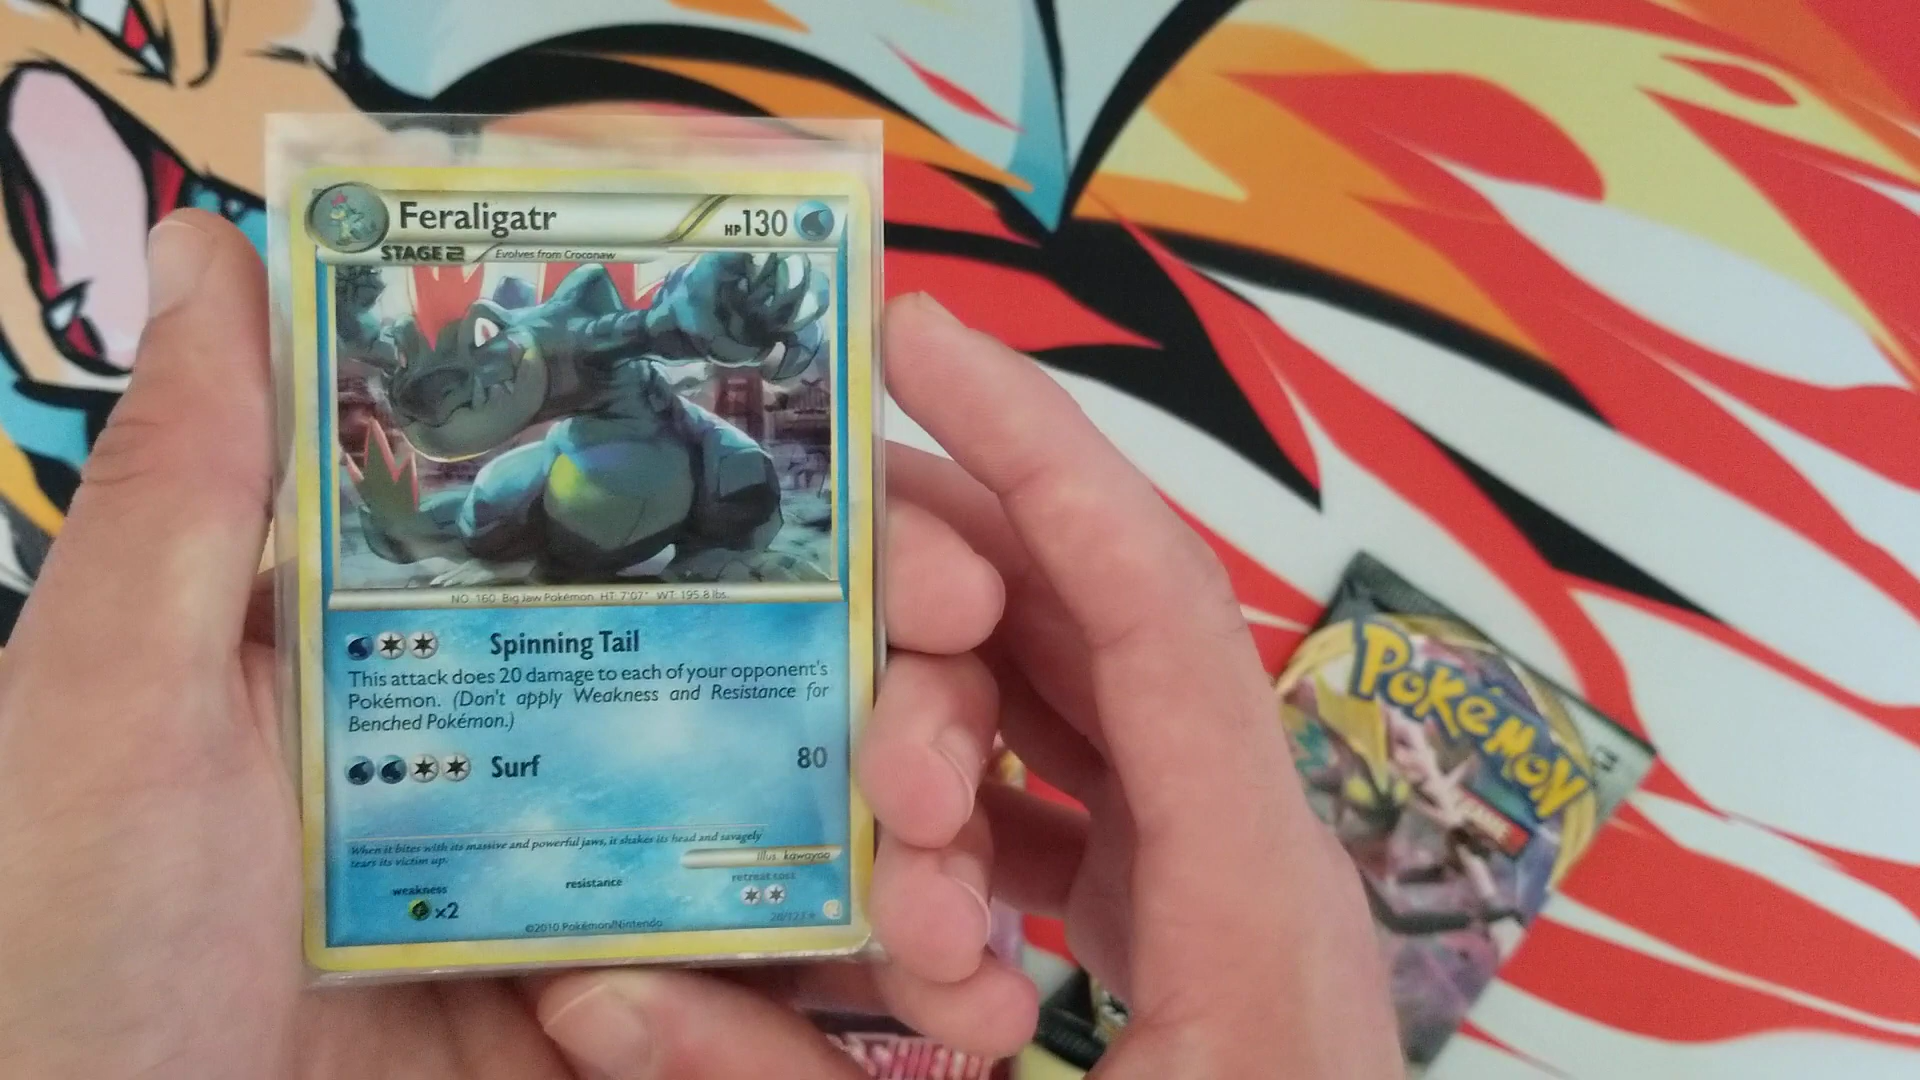 Feraligatr
HP 130
STAGE 2
Evolves from Croconaw
NO. 160 Big Jaw Pokémon HT: 7'07" WT: 195.8 lbs.
Spinning Tail
This attack does 20 damage to each of your opponent's
Pokémon. (Don't apply Weakness and Resistance for
Benched Pokémon.)
Surf 80
When it bites with its massive and powerful jaws, it shakes its head and savagely
tears its victim up.
Illus. kawayoo
weakness
resistance
retreat cost
x2
©2010 Pokémon/Nintendo
POKéMON